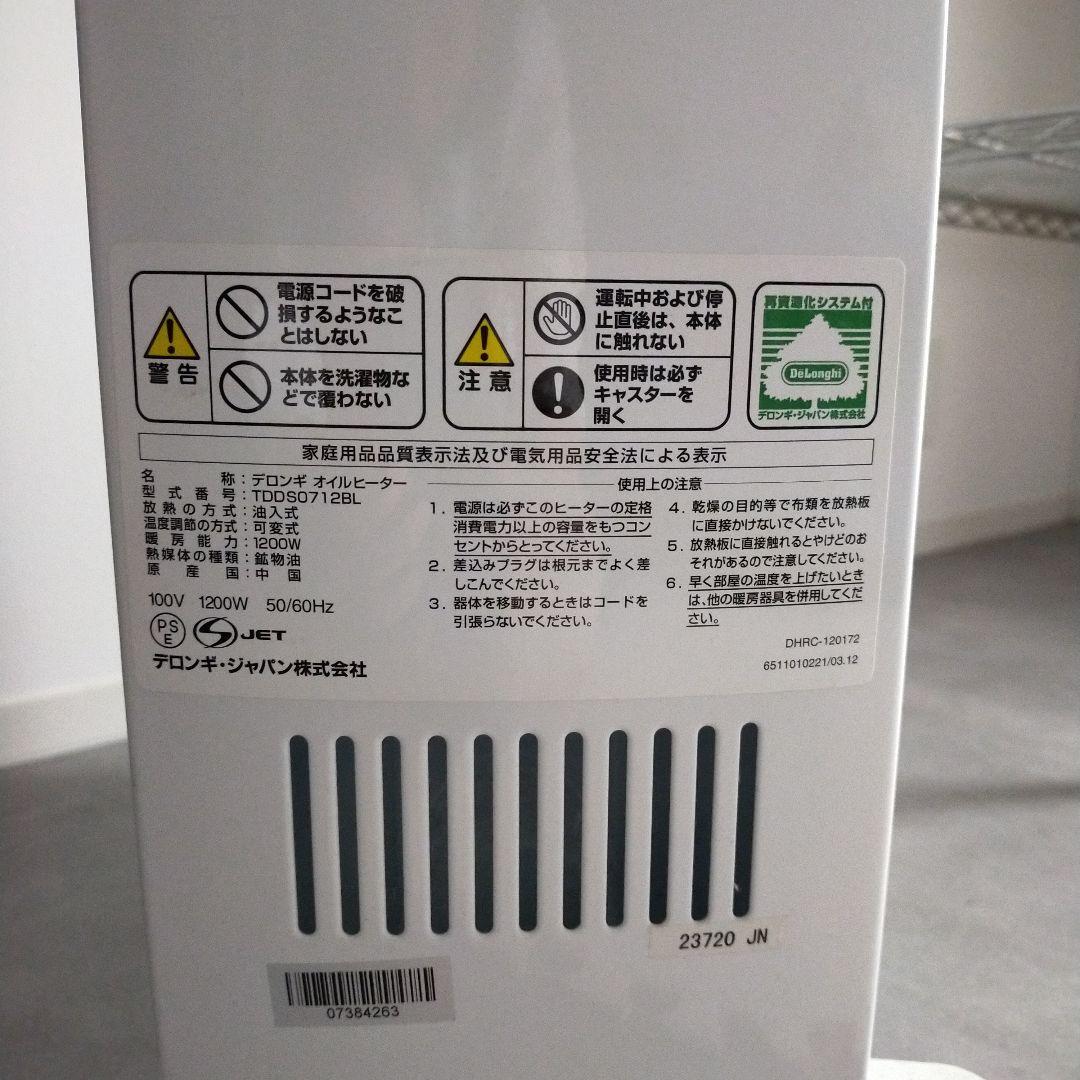 電源コードを破
損するようなこ
とはしない
警告
本体を洗濯物な
どで覆わない
運転中および停
止直後は、本体
に触れない
注意
使用時は必ず
キャスターを
開く
再資源化システム付
DeLonghi
デロンギ・ジャパン株式会社
家庭用品品質表示法及び電気用品安全法による表示
名称：デロンギ オイルヒーター
型式番号：TDDS0712BL
放熱の方式：油入式
温度調節の方式：可変式
暖房能力：1200W
熱媒体の種類：鉱物油
原産国：中国
100V 1200W 50/60Hz
PS
E
S JET
デロンギ・ジャパン株式会社
使用上の注意
1. 電源は必ずこのヒーターの定格
消費電力以上の容量をもつコン
セントからとってください。
2. 差込みプラグは根元までよく差
しこんでください。
3. 器体を移動するときはコードを
引張らないでください。
4. 乾燥の目的等で布類を放熱板
に直接かけないでください。
5. 放熱板に直接触れるとやけどのお
それがあるので注意してください。
6. 早く部屋の温度を上げたいとき
は、他の暖房器具を併用してくだ
さい。
DHRC-120172
6511010221/03.12
23720 JN
07384263